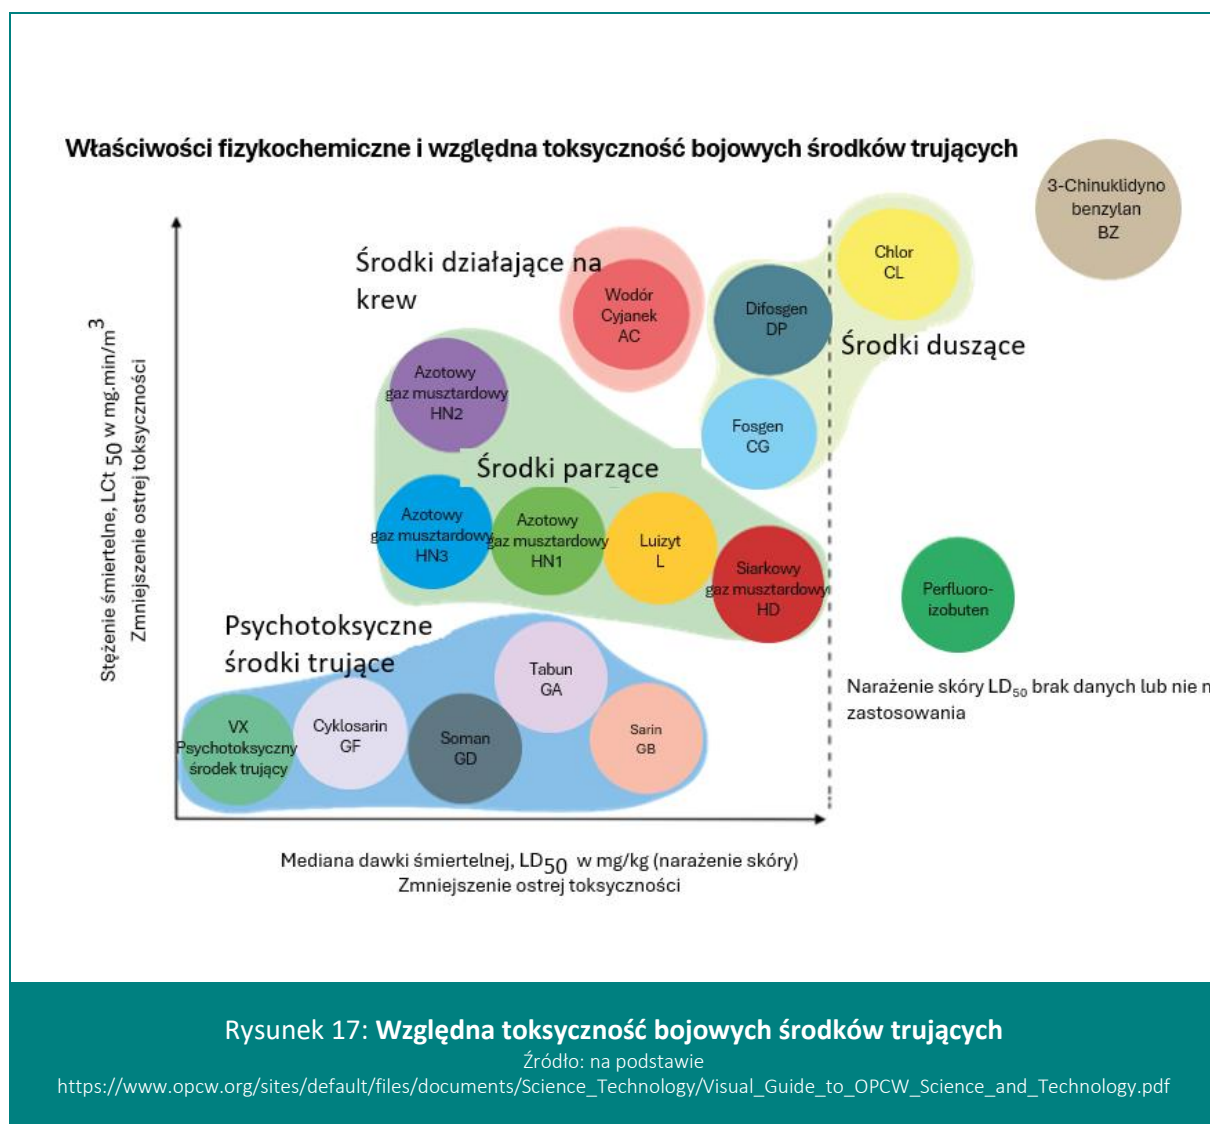 Właściwości fizykochemiczne i względna toksyczność bojowych środków trujących
3-Chinuklidyno
benzylan
BZ
Chlor
CL
Środki działające na
krew
Wodór
Cyjanek
AC
Difosgen
DP
Środki duszące
Azotowy
gaz musztardowy
HN2
Fosgen
CG
Środki parzące
Azotowy
gaz musztardowy
HN3
Azotowy
gaz musztardowy
HN1
Luizyt
L
Siarkowy
gaz musztardowy
HD
Perfluoro-
izobuten
Psychotoksyczne
środki trujące
Tabun
GA
VX
Psychotoksyczny
środek trujący
Cyklosarin
GF
Soman
GD
Sarin
GB
Narażenie skóry LD50 brak danych lub nie
zastosowania
Stężenie śmiertelne, LCt 50 w mg.min/m3
Zmniejszenie ostrej toksyczności
Mediana dawki śmiertelnej, LD50 w mg/kg (narażenie skóry)
Zmniejszenie ostrej toksyczności
Rysunek 17: Względna toksyczność bojowych środków trujących
Źródło: na podstawie
https://www.opcw.org/sites/default/files/documents/Science_Technology/Visual_Guide_to_OPCW_Science_and_Technology.pdf